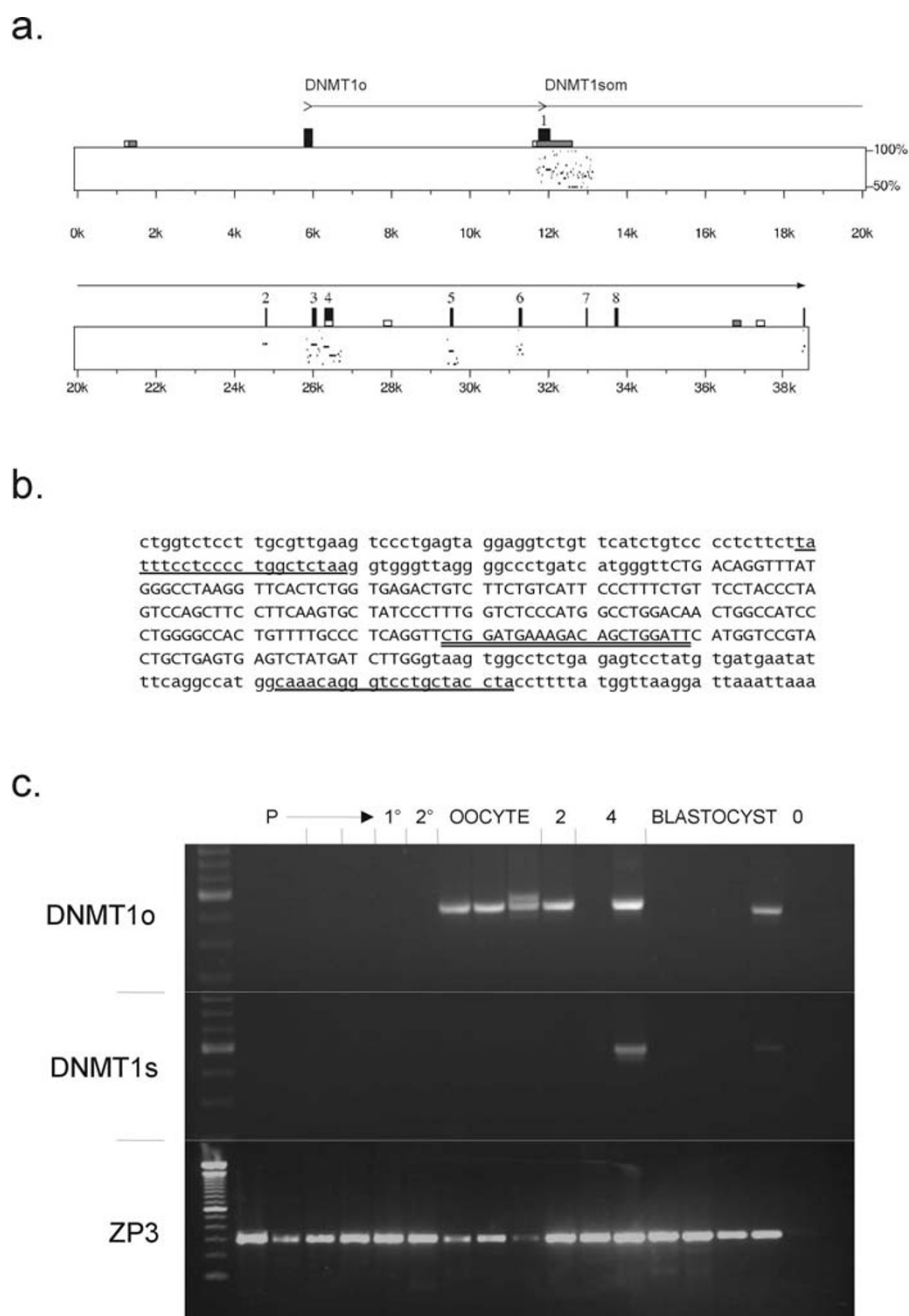 a.
DNMT1o DNMT1som
1
100%
50%
0k 2k 4k 6k 8k 10k 12k 14k 16k 18k 20k
2 3 4 5 6 7 8
20k 22k 24k 26k 28k 30k 32k 34k 36k 38k
b.
ctggtctcct tgcgttgaag tccctgagta ggaggtctgt tcatctgtcc cctcttctta
tttcctcccc tggctctaag gtgggttagg gccctgatc catgggttCTG ACAGGTTTAT
GGGCCTAAGG TTCACTCTGG TGAGACTGTC TTCTGTCATT CCCTTTCTGT TCCTACCCTA
GTCCAGCTTC CTTCAAGTGC TATCCCTTTG GTCTCCCATG GCCTGGACAA CTGGCCATCC
CTGGGGCCAC TGTTTTGCCC TCAGGTTCTG GATGAAAGAC AGCTGGATTC ATGGTCCGTA
CTGCTGAGTG AGTCTATGAT CTTGGgtaag tggcctctga gagtcctatg tgatgaatat
ttcaggccat ggcaaacagg gtcctgctac ctaccttttta tggttaagga ttaaattaaa
c.
P 1° 2° OOCYTE 2 4 BLASTOCYST 0
DNMT1o
DNMT1s
ZP3